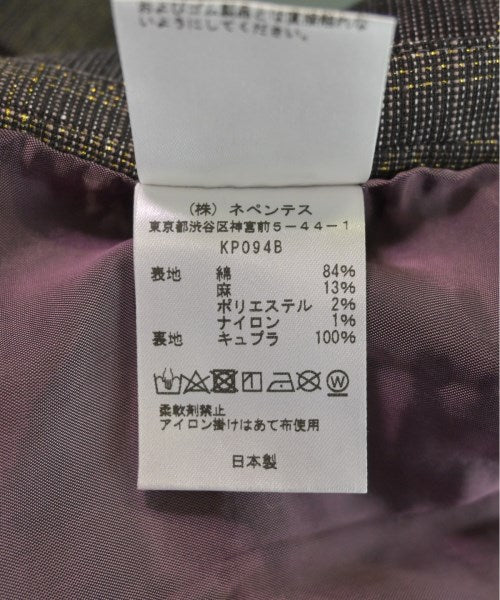 およびゴム製品とは直接触れな
いようにしてください。
(株) ネペンテス
東京都渋谷区神宮前5-44-1
KP094B
表地 綿 84%
麻 13%
ポリエステル 2%
ナイロン 1%
裏地 キュプラ 100%
柔軟剤禁止
アイロン掛けはあて布使用
日本製